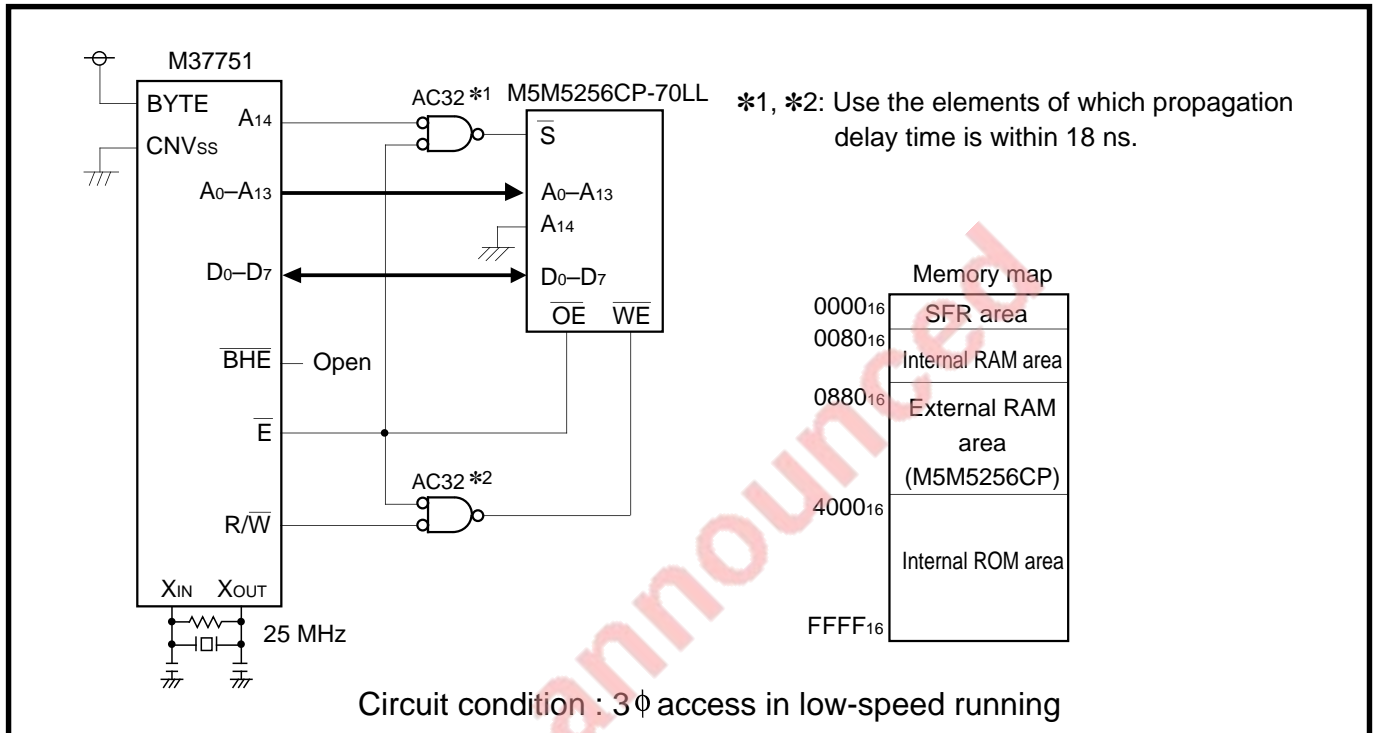 M37751
BYTE
CNVss
A14
A0–A13
D0–D7
BHE
Open
E
R/W
XIN XOUT
25 MHz
AC32 ✻1
AC32 ✻2
M5M5256CP-70LL
S
A0–A13
A14
D0–D7
OE WE
✻1, ✻2: Use the elements of which propagation
delay time is within 18 ns.
Memory map
000016
SFR area
008016
Internal RAM area
088016
External RAM
area
(M5M5256CP)
400016
Internal ROM area
FFFF16
Circuit condition : 3ϕ access in low-speed running
announced